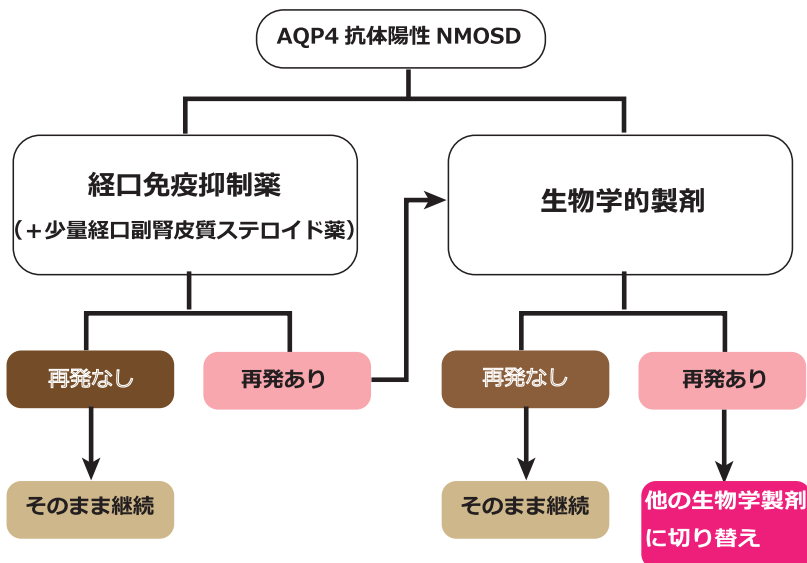 AQP4 抗体陽性 NMOSD
経口免疫抑制薬
（＋少量経口副腎皮質ステロイド薬）
生物学的製剤
再発なし
再発あり
再発なし
再発あり
そのまま継続
そのまま継続
他の生物学製剤
に切り替え